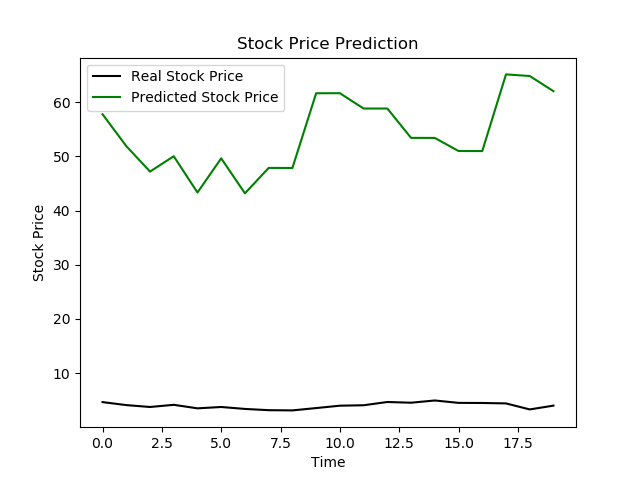 Stock Price Prediction
Real Stock Price
Predicted Stock Price
60
50
40
30
20
10
Stock Price
0.0 2.5 5.0 7.5 10.0 12.5 15.0 17.5
Time